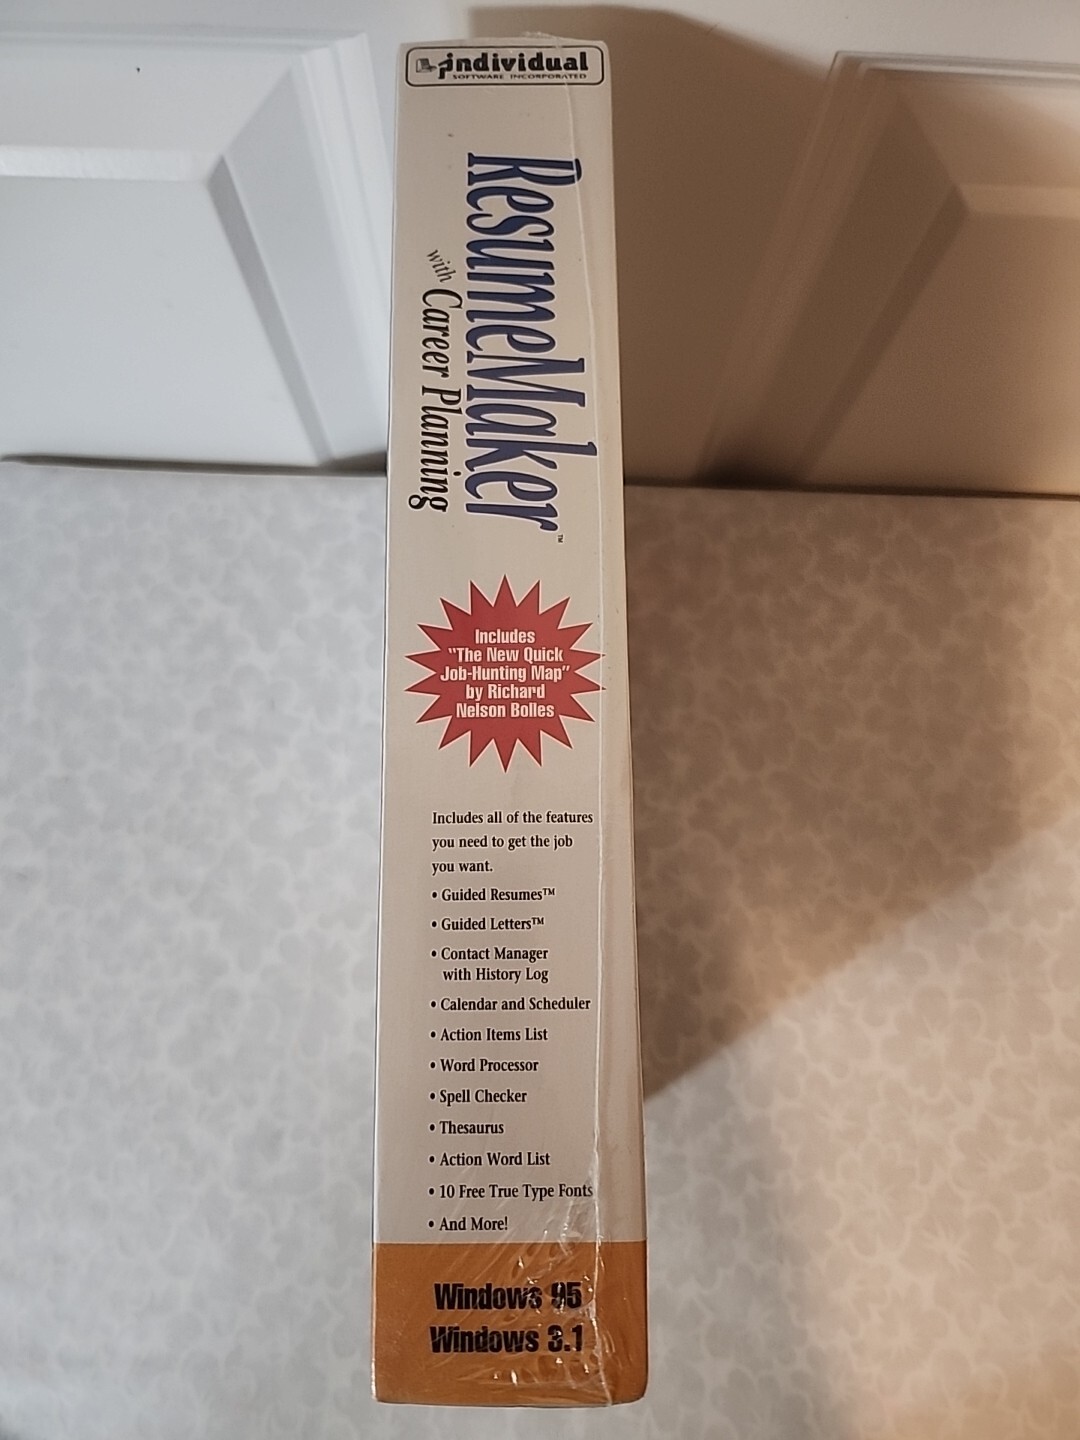 individual
SOFTWARE INCORPORATED
ResumeMaker™
with Career Planning
Includes
"The New Quick
Job-Hunting Map"
by Richard
Nelson Bolles
Includes all of the features
you need to get the job
you want.
• Guided Resumes™
• Guided Letters™
• Contact Manager
with History Log
• Calendar and Scheduler
• Action Items List
• Word Processor
• Spell Checker
• Thesaurus
• Action Word List
• 10 Free True Type Fonts
• And More!
Windows 95
Windows 3.1